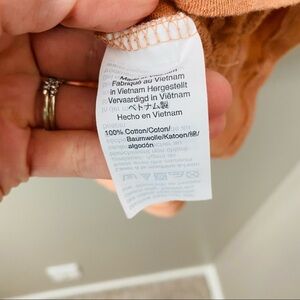 Made in Vietnam
Fabriqué au Vietnam
in Vietnam Hergestellt
Vervaardigd in Viëtnam
ベトナム製
Hecho en Vietnam
100% Cotton/Coton/
Baumwolle/Katoen/綿/
algodón